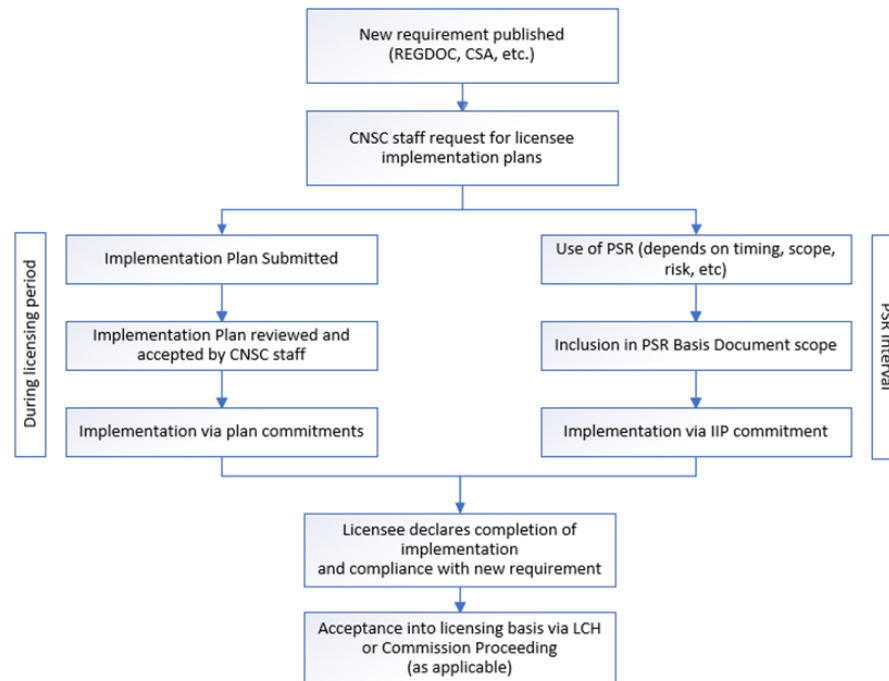 New requirement published
(REGDOC, CSA, etc.)
CNSC staff request for licensee
implementation plans
During licensing period
Implementation Plan Submitted
Implementation Plan reviewed and
accepted by CNSC staff
Implementation via plan commitments
Use of PSR (depends on timing, scope,
risk, etc)
Inclusion in PSR Basis Document scope
Implementation via IIP commitment
PSR Interval
Licensee declares completion of
implementation
and compliance with new requirement
Acceptance into licensing basis via LCH
or Commission Proceeding
(as applicable)